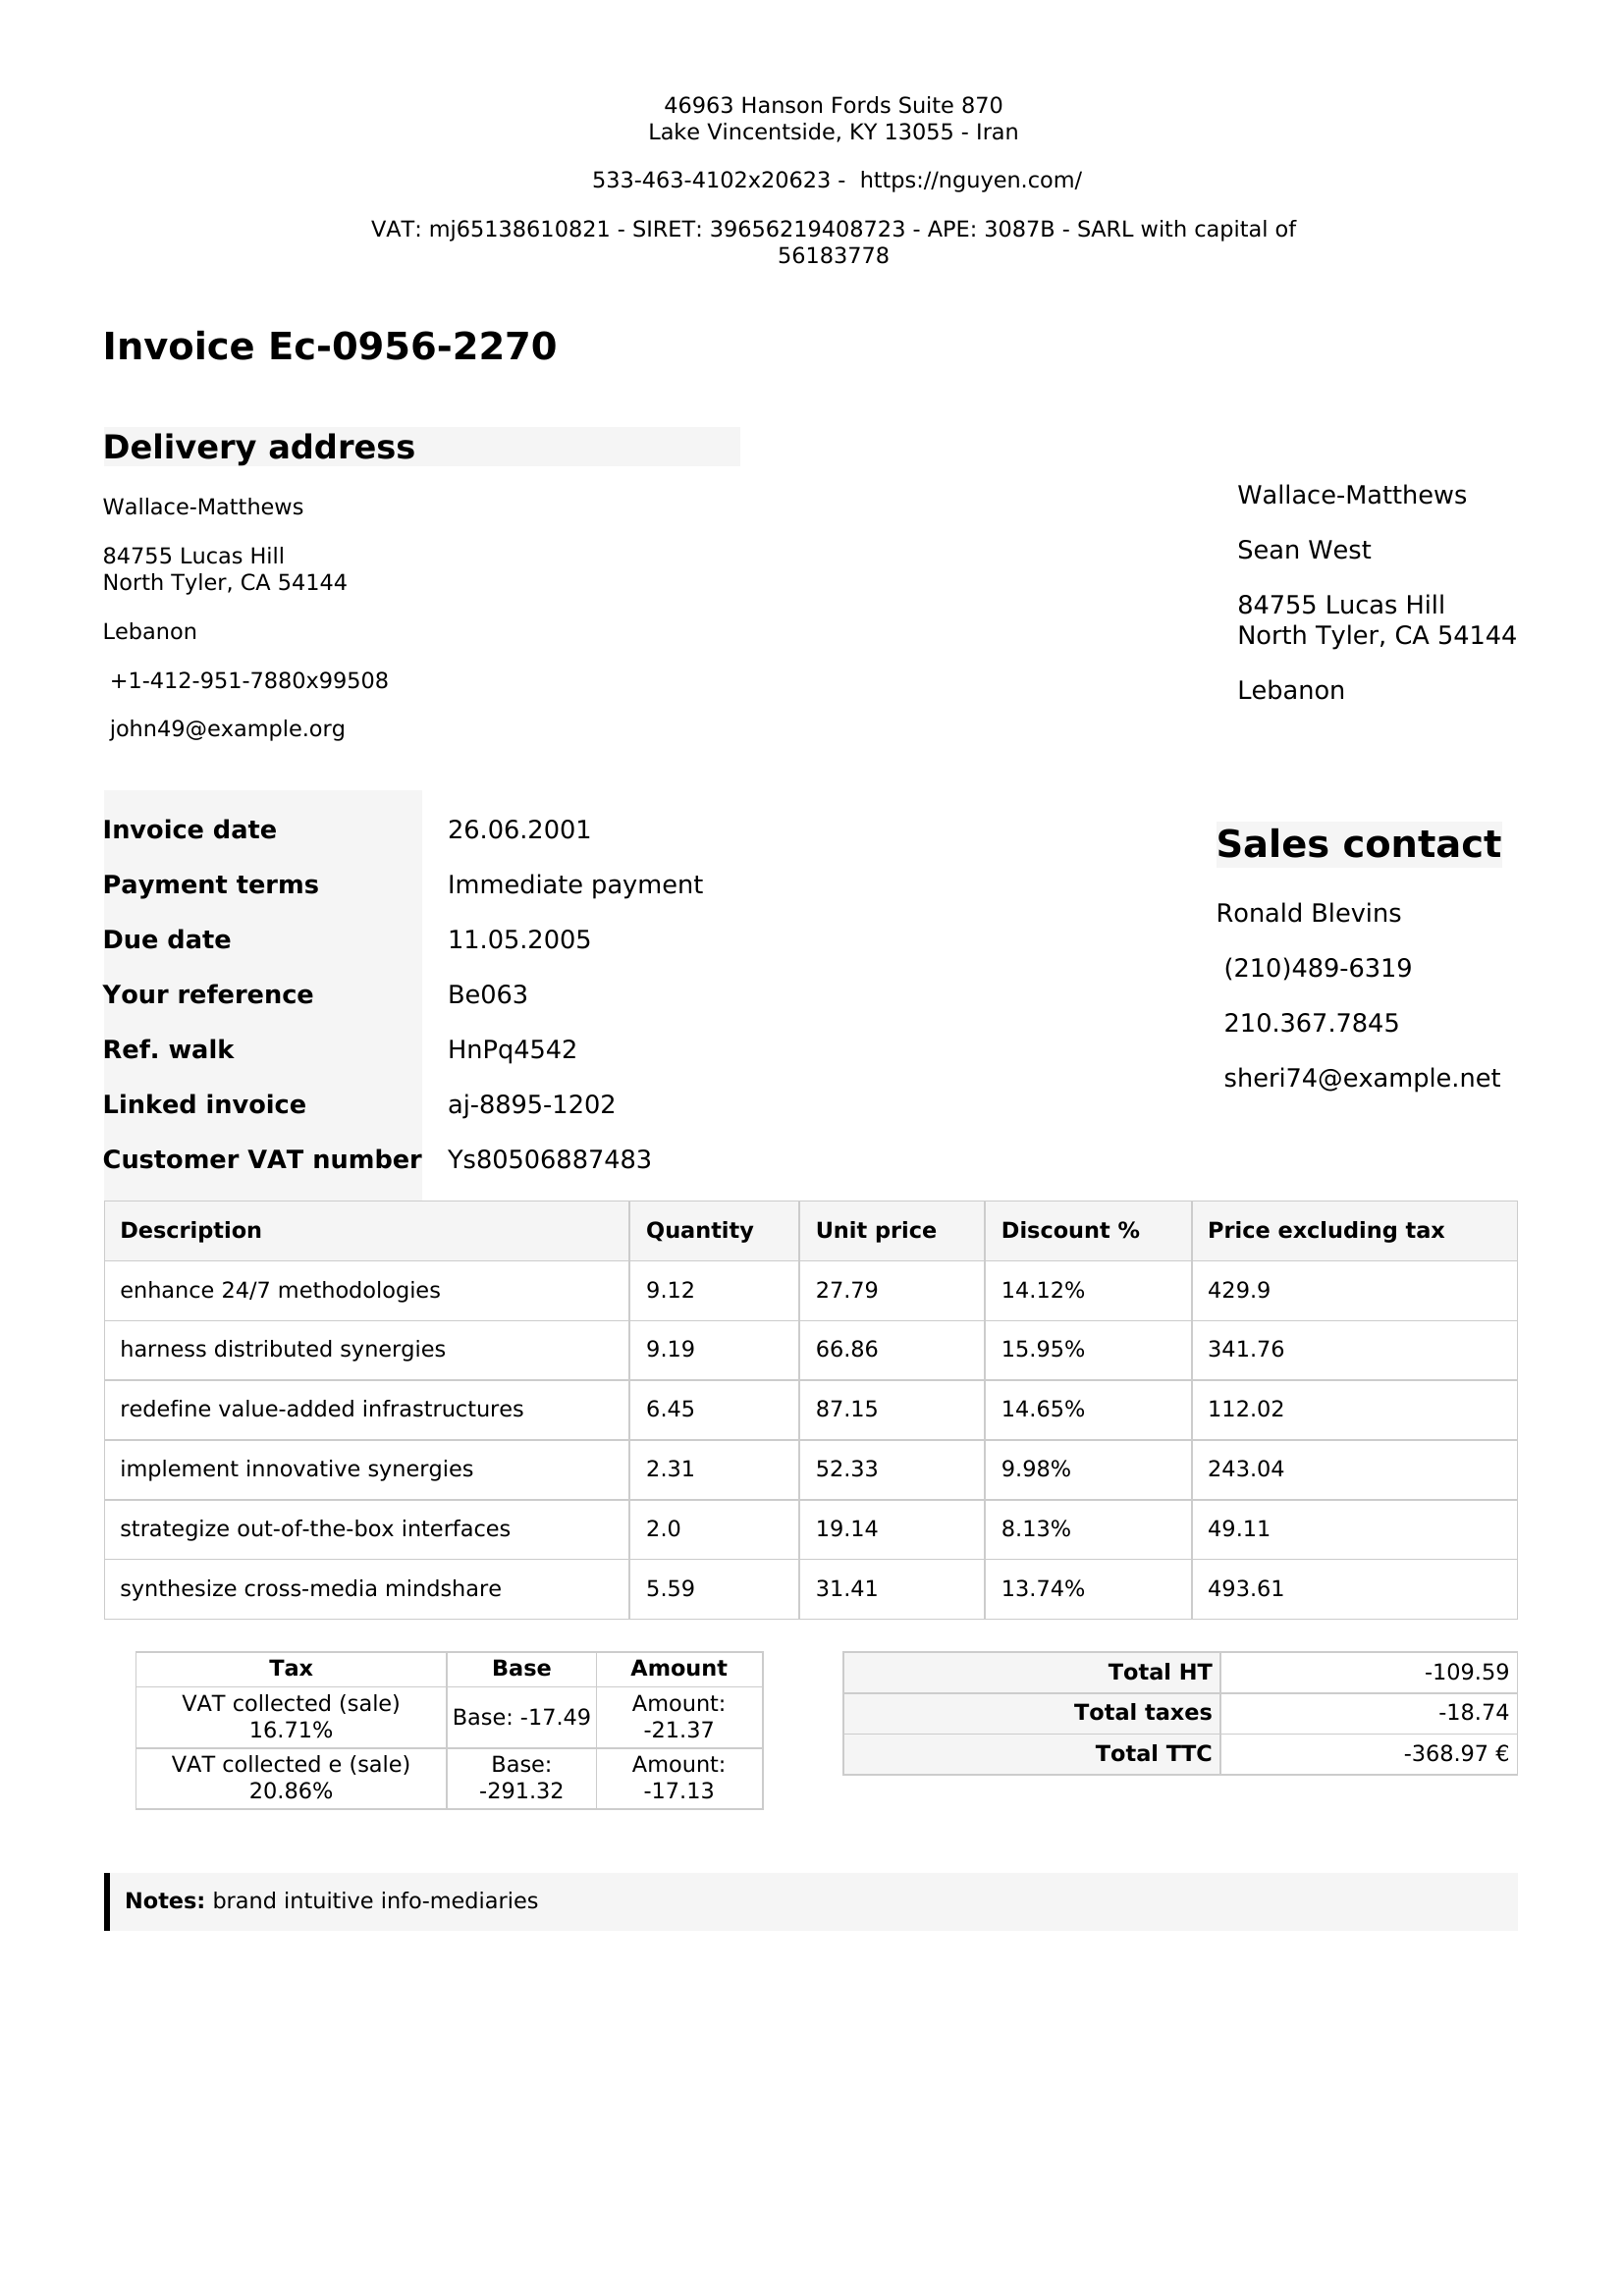 46963 Hanson Fords Suite 870
Lake Vincentside, KY 13055 - Iran
533-463-4102x20623 - https://nguyen.com/
VAT: mj65138610821 - SIRET: 39656219408723 - APE: 3087B - SARL with capital of
56183778
Invoice Ec-0956-2270
Delivery address
Wallace-Matthews
84755 Lucas Hill
North Tyler, CA 54144
Lebanon
+1-412-951-7880x99508
john49@example.org
Wallace-Matthews
Sean West
84755 Lucas Hill
North Tyler, CA 54144
Lebanon
Invoice date 26.06.2001
Payment terms Immediate payment
Due date 11.05.2005
Your reference Be063
Ref. walk HnPq4542
Linked invoice aj-8895-1202
Customer VAT number Ys80506887483
Sales contact
Ronald Blevins
(210)489-6319
210.367.7845
sheri74@example.net
Description Quantity Unit price Discount % Price excluding tax
enhance 24/7 methodologies 9.12 27.79 14.12% 429.9
harness distributed synergies 9.19 66.86 15.95% 341.76
redefine value-added infrastructures 6.45 87.15 14.65% 112.02
implement innovative synergies 2.31 52.33 9.98% 243.04
strategize out-of-the-box interfaces 2.0 19.14 8.13% 49.11
synthesize cross-media mindshare 5.59 31.41 13.74% 493.61
Tax Base Amount
VAT collected (sale) 16.71% Base: -17.49 Amount: -21.37
VAT collected e (sale) 20.86% Base: -291.32 Amount: -17.13
Total HT -109.59
Total taxes -18.74
Total TTC -368.97 €
Notes: brand intuitive info-mediaries